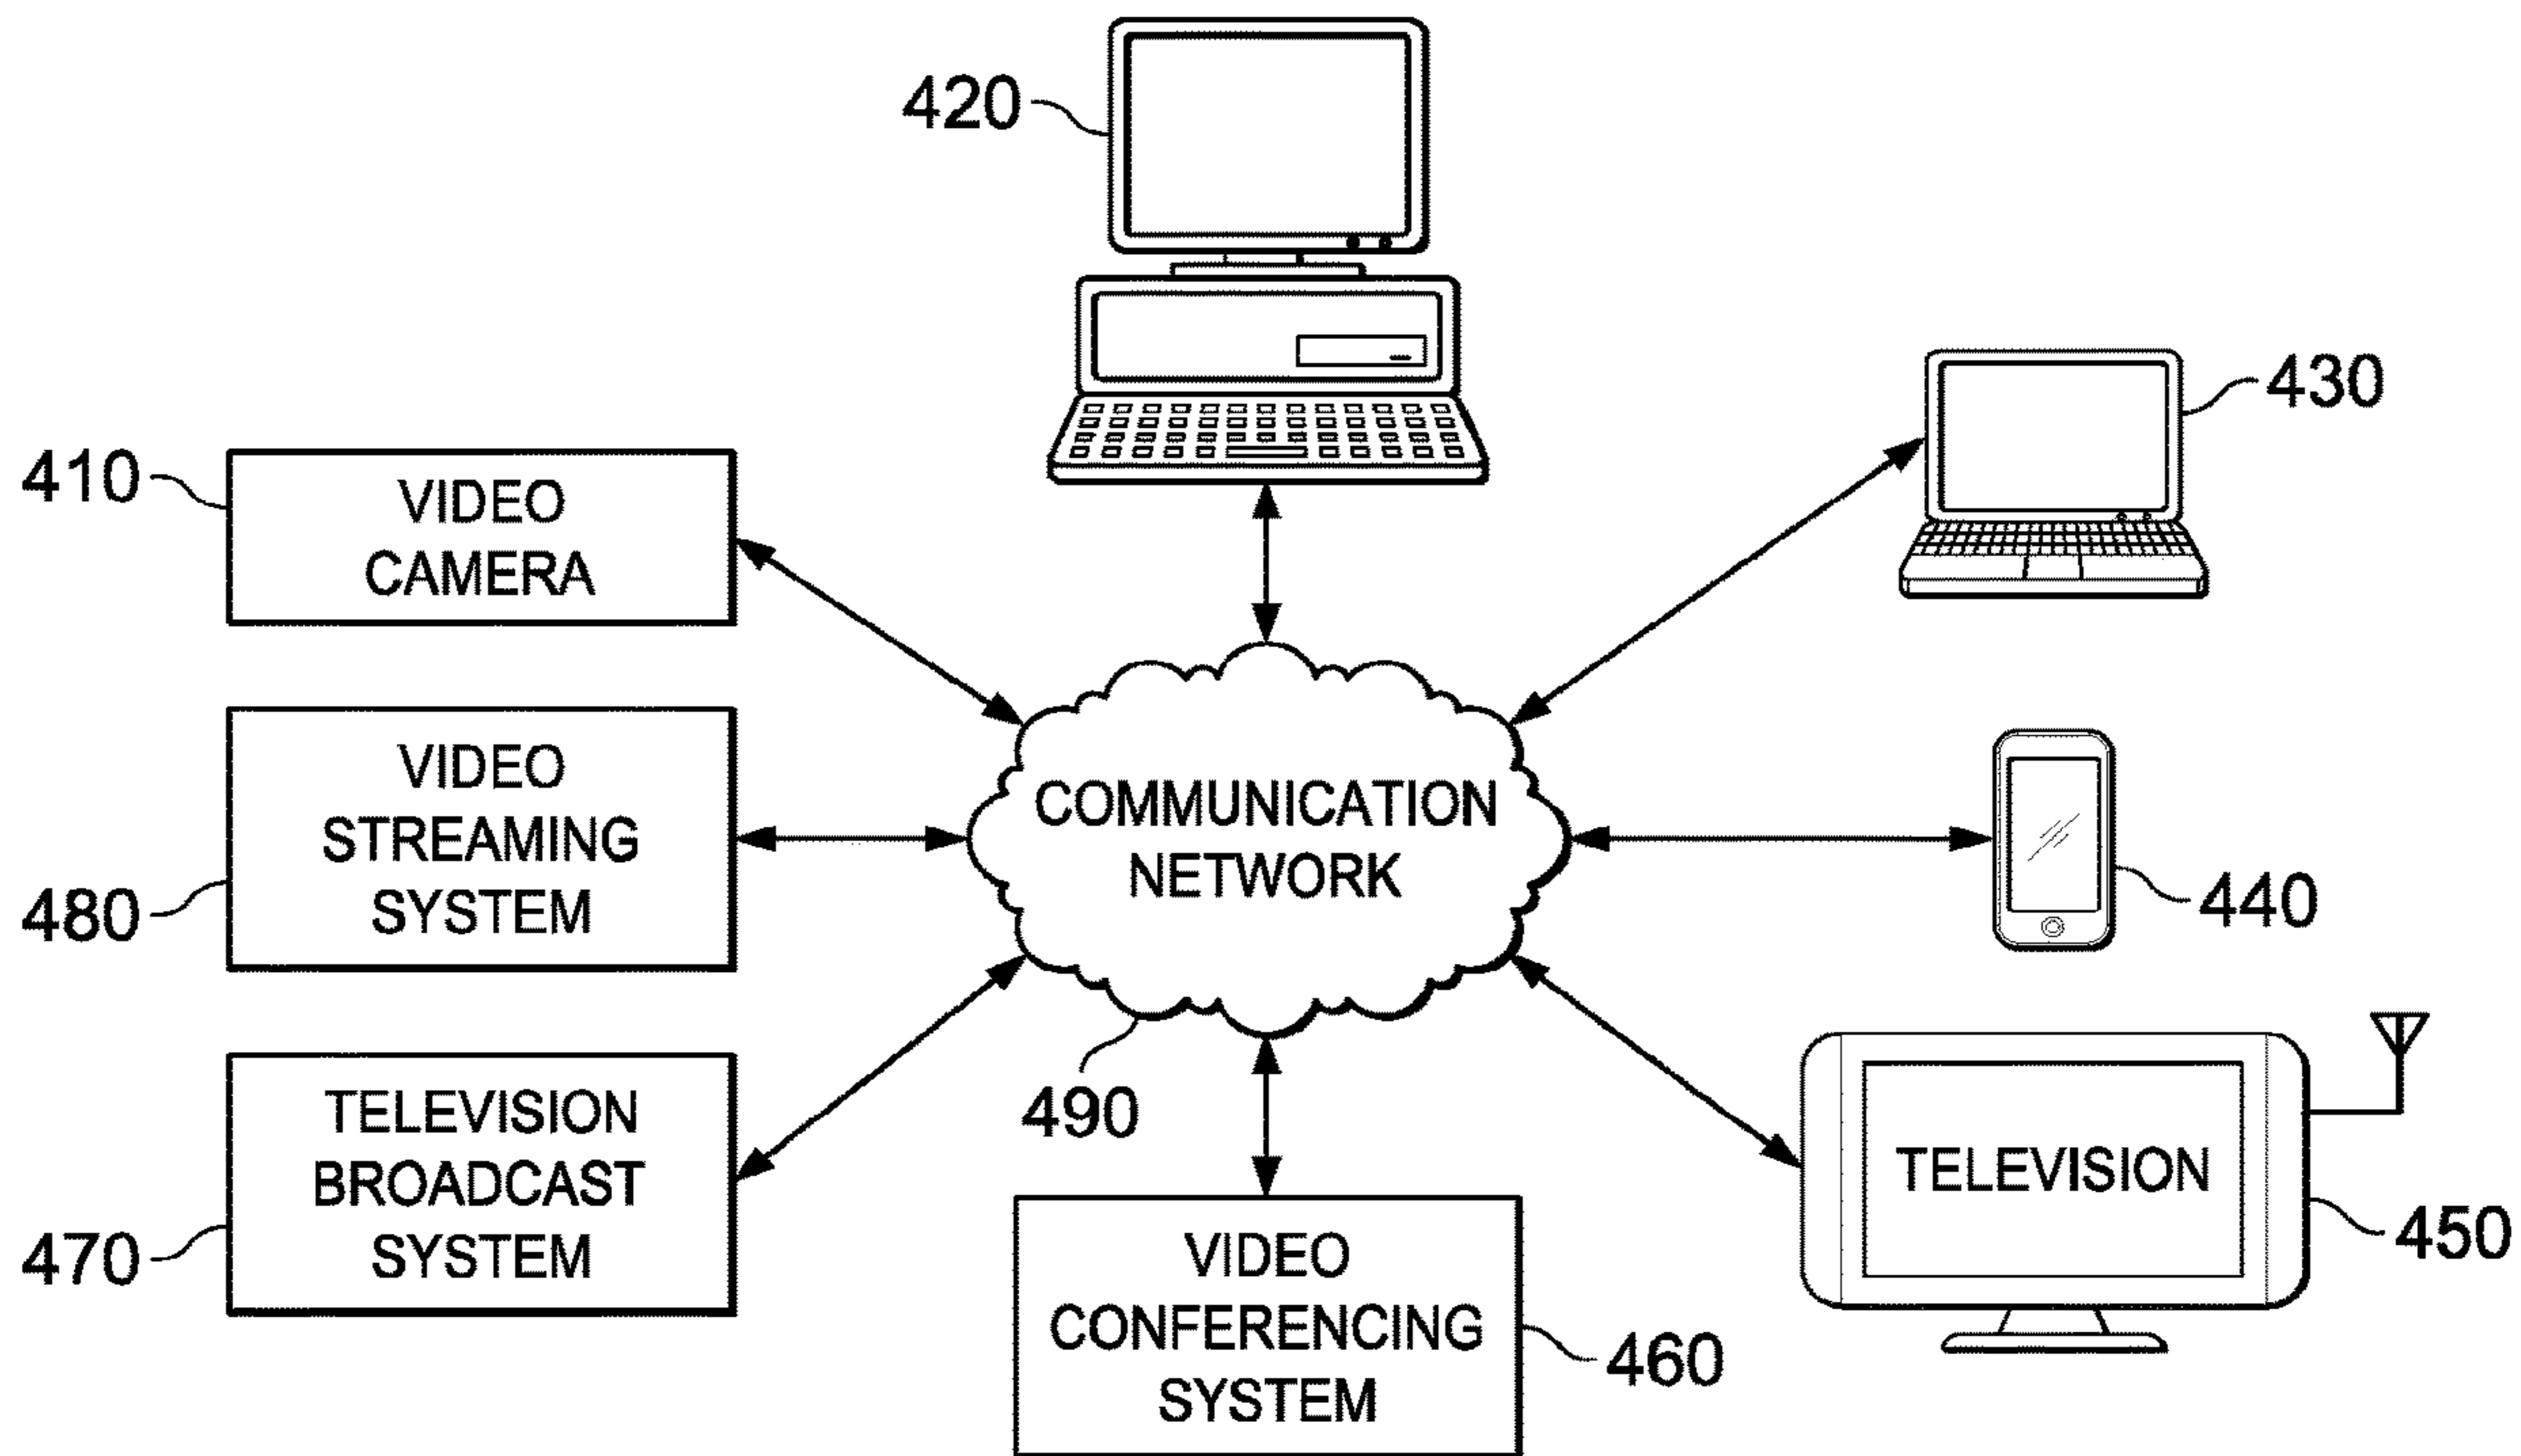 420
430
410
VIDEO
CAMERA
VIDEO
STREAMING
SYSTEM
480
COMMUNICATION
NETWORK
440
490
TELEVISION
BROADCAST
SYSTEM
470
TELEVISION
450
VIDEO
CONFERENCING
SYSTEM
460